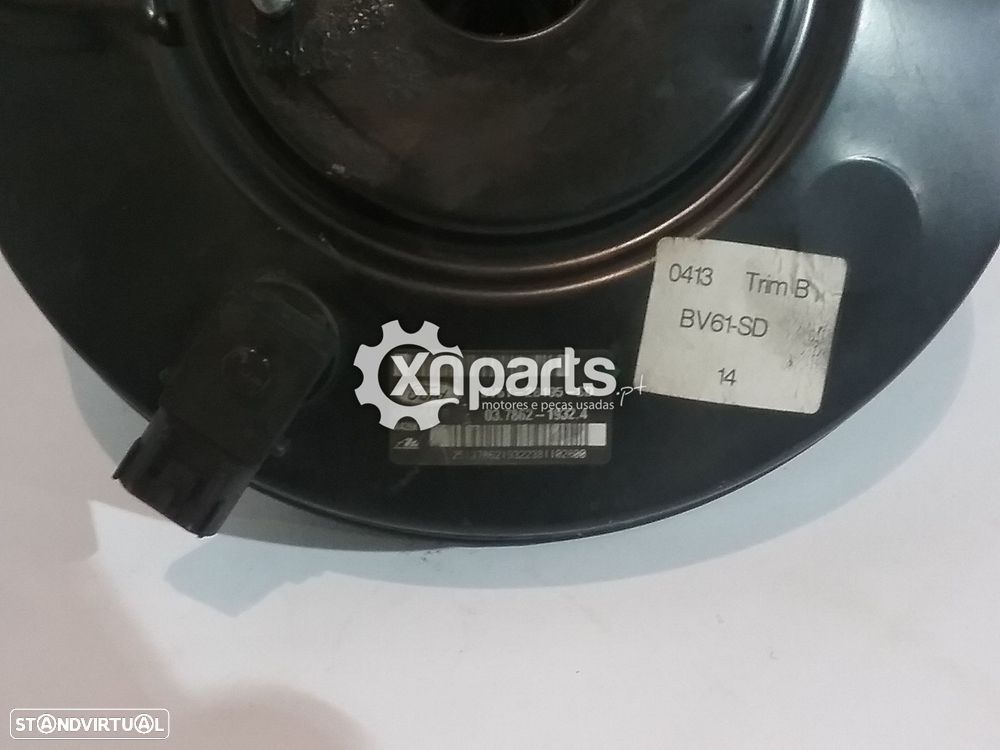 0413 Trim B
BV61-SD
14
xnparts.pt
motores e peças usadas
03.7862-1932.4
STANDVIRTUAL